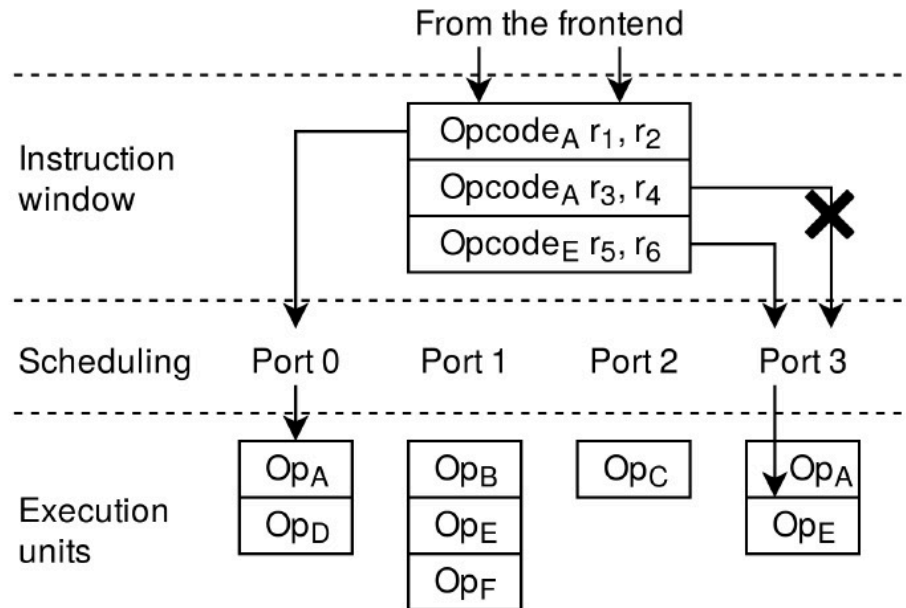 From the frontend
Instruction
window
Opcode_A r_1, r_2
Opcode_A r_3, r_4
Opcode_E r_5, r_6
Scheduling
Port 0
Port 1
Port 2
Port 3
Execution
units
Op_A
Op_D
Op_B
Op_E
Op_F
Op_C
Op_A
Op_E